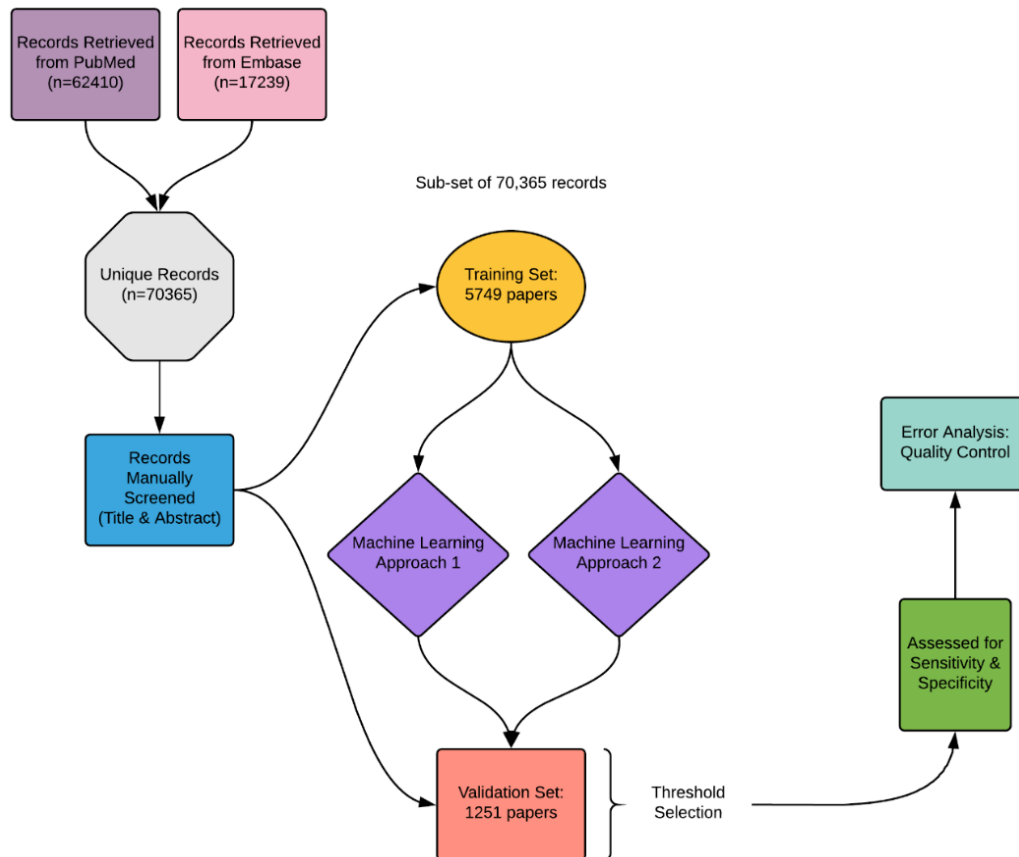 Records Retrieved
from PubMed
(n=62410)
Records Retrieved
from Embase
(n=17239)
Unique Records
(n=70365)
Records
Manually
Screened
(Title & Abstract)
Sub-set of 70,365 records
Training Set:
5749 papers
Machine Learning
Approach 1
Machine Learning
Approach 2
Validation Set:
1251 papers
Threshold
Selection
Assessed for
Sensitivity &
Specificity
Error Analysis:
Quality Control